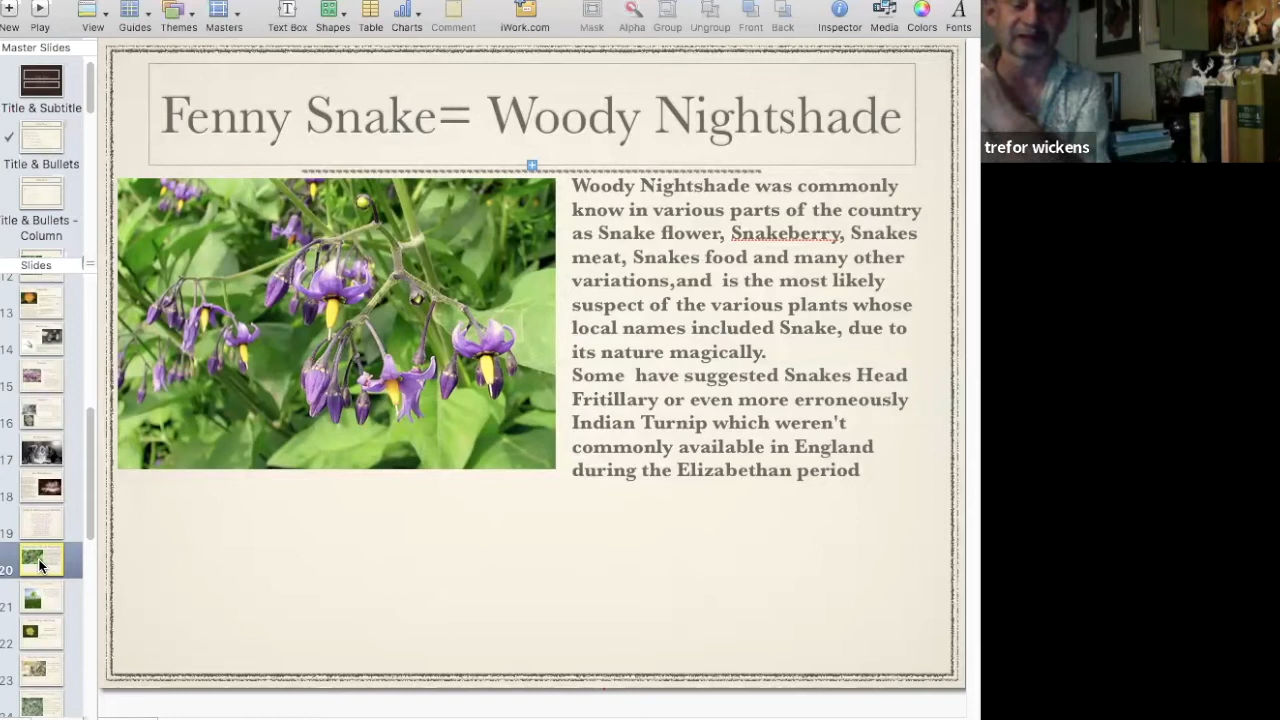 Play
View
Guides
Themes
Masters
Text Box
Shapes
Table
Charts
Comment
iWork.com
Mask
Alpha
Group
Ungroup
Front
Back
Inspector
Media
Colors
Fonts
Master Slides
Title & Subtitle
Title & Bullets
Title & Bullets -
Column
Slides
12
13
14
15
16
17
18
19
20
21
22
23
24
Fenny Snake= Woody Nightshade
Woody Nightshade was commonly
know in various parts of the country
as Snake flower, Snakeberry, Snakes
meat, Snakes food and many other
variations,and is the most likely
suspect of the various plants whose
local names included Snake, due to
its nature magically.
Some have suggested Snakes Head
Fritillary or even more erroneously
Indian Turnip which weren't
commonly available in England
during the Elizabethan period
trefor wickens